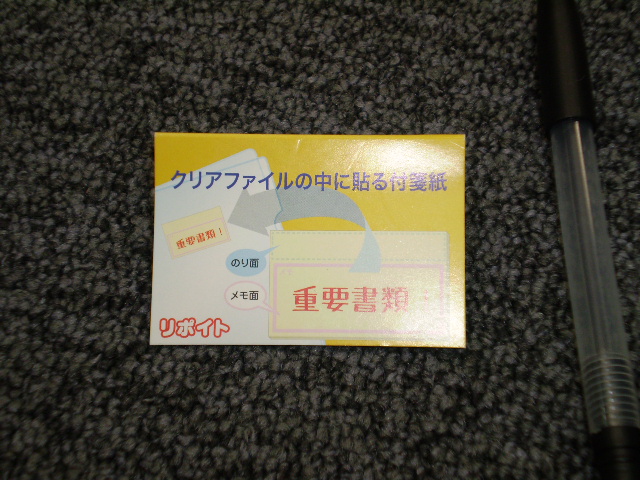 クリアファイルの中に貼る付箋紙
重要書類!
のり面
メモ面
重要書類
リポイト